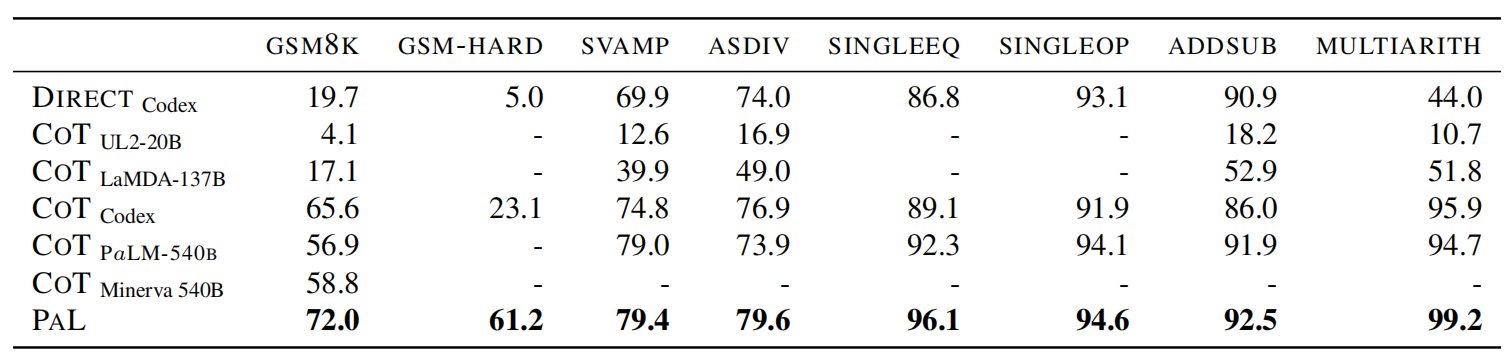 GSM8K GSM-HARD SVAMP ASDIV SINGLEEQ SINGLEOP ADDSUB MULTIARITH
DIRECT Codex 19.7 5.0 69.9 74.0 86.8 93.1 90.9 44.0
COT UL2-20B 4.1 - 12.6 16.9 - - 18.2 10.7
COT LaMDA-137B 17.1 - 39.9 49.0 - - 52.9 51.8
COT Codex 65.6 23.1 74.8 76.9 89.1 91.9 86.0 95.9
COT PaLM-540B 56.9 - 79.0 73.9 92.3 94.1 91.9 94.7
COT Minerva 540B 58.8 - - - - - - -
PAL 72.0 61.2 79.4 79.6 96.1 94.6 92.5 99.2